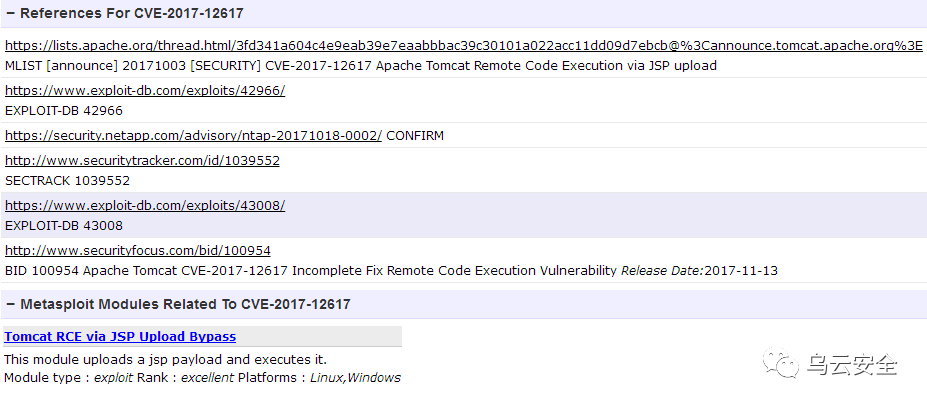 − References For CVE-2017-12617
https://lists.apache.org/thread.html/3fd341a604c4e9eab39e7eaabbbac39c30101a022acc11dd09d7ebcb@%3Cannounce.tomcat.apache.org%3E
MLIST [announce] 20171003 [SECURITY] CVE-2017-12617 Apache Tomcat Remote Code Execution via JSP upload
https://www.exploit-db.com/exploits/42966/
EXPLOIT-DB 42966
https://security.netapp.com/advisory/ntap-20171018-0002/ CONFIRM
http://www.securitytracker.com/id/1039552
SECTRACK 1039552
https://www.exploit-db.com/exploits/43008/
EXPLOIT-DB 43008
http://www.securityfocus.com/bid/100954
BID 100954 Apache Tomcat CVE-2017-12617 Incomplete Fix Remote Code Execution Vulnerability Release Date:2017-11-13
− Metasploit Modules Related To CVE-2017-12617
Tomcat RCE via JSP Upload Bypass
This module uploads a jsp payload and executes it.
Module type : exploit Rank : excellent Platforms : Linux,Windows
乌云安全